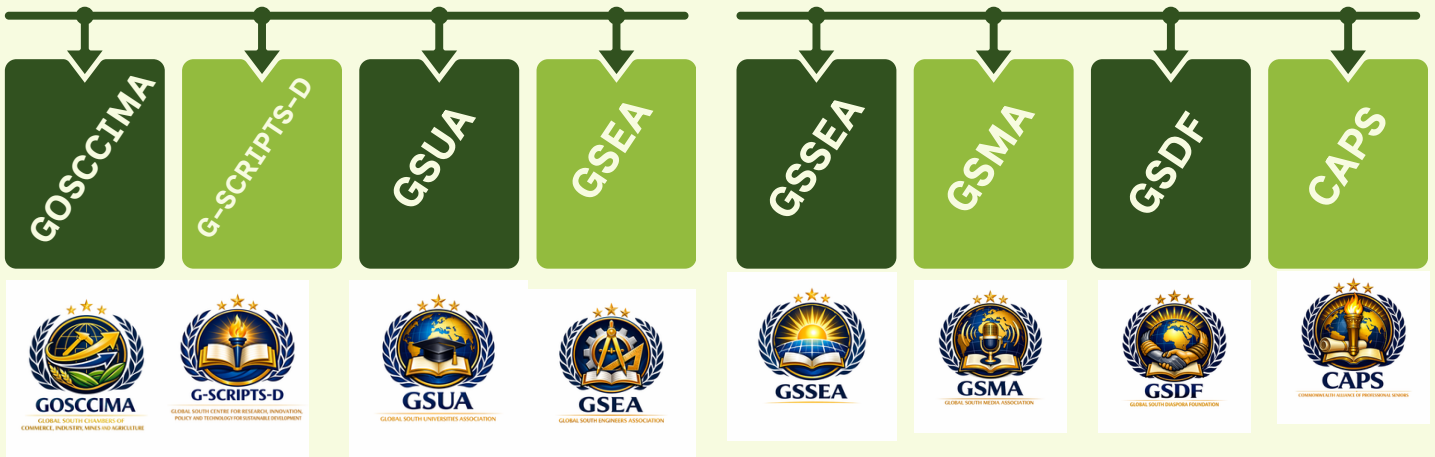 GOSCCIMA
G-SCRIPTS-D
GSUA
GSEA
GSSEA
GSMA
GSDF
CAPS
GOSCCIMA
GLOBAL SOUTH CHAMBERS OF
COMMERCE, INDUSTRY, MINES AND AGRICULTURE
G-SCRIPTS-D
GLOBAL SOUTH CENTRE FOR RESEARCH, INNOVATION,
POLICY AND TECHNOLOGY FOR SUSTAINABLE DEVELOPMENT
GSUA
GLOBAL SOUTH UNIVERSITIES ASSOCIATION
GSEA
GLOBAL SOUTH ENGINEERS ASSOCIATION
GSSEA
GSMA
GLOBAL SOUTH MEDIA ASSOCIATION
GSDF
GLOBAL SOUTH DIASPORA FOUNDATION
CAPS
COMMONWEALTH ALLIANCE OF PROFESSIONAL SENIORS